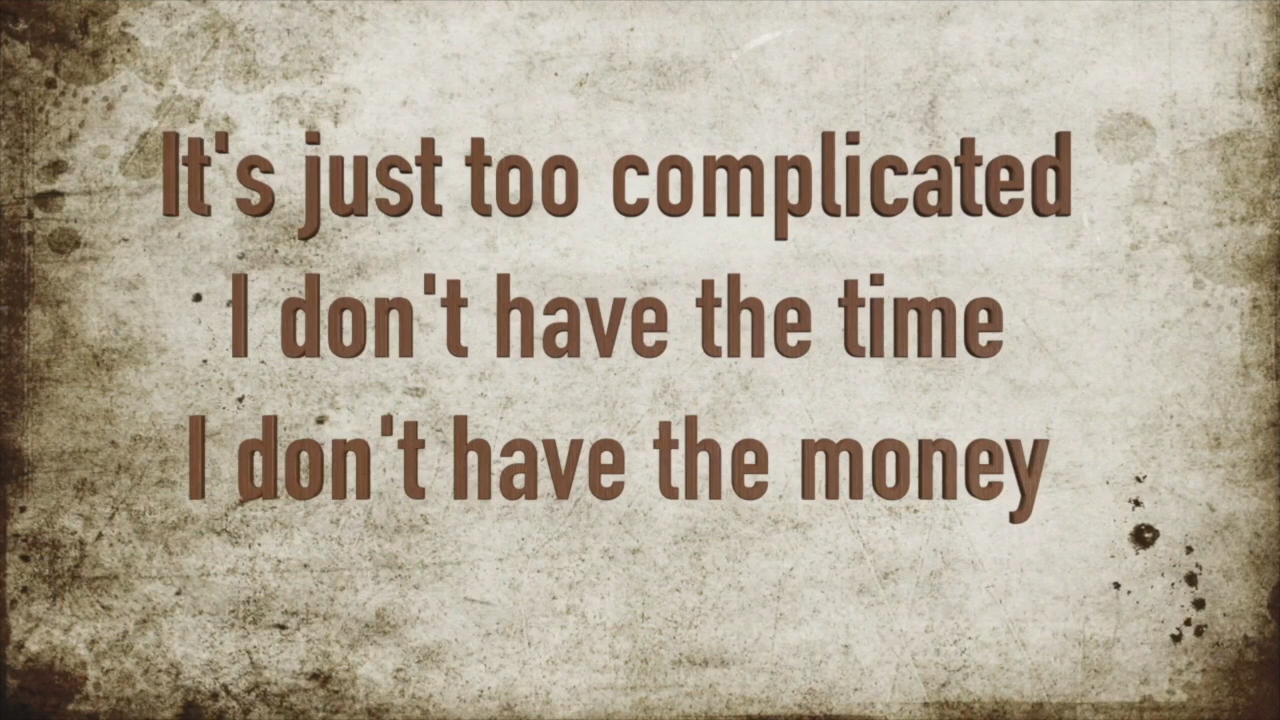 It's just too complicated
I don't have the time
I don't have the money